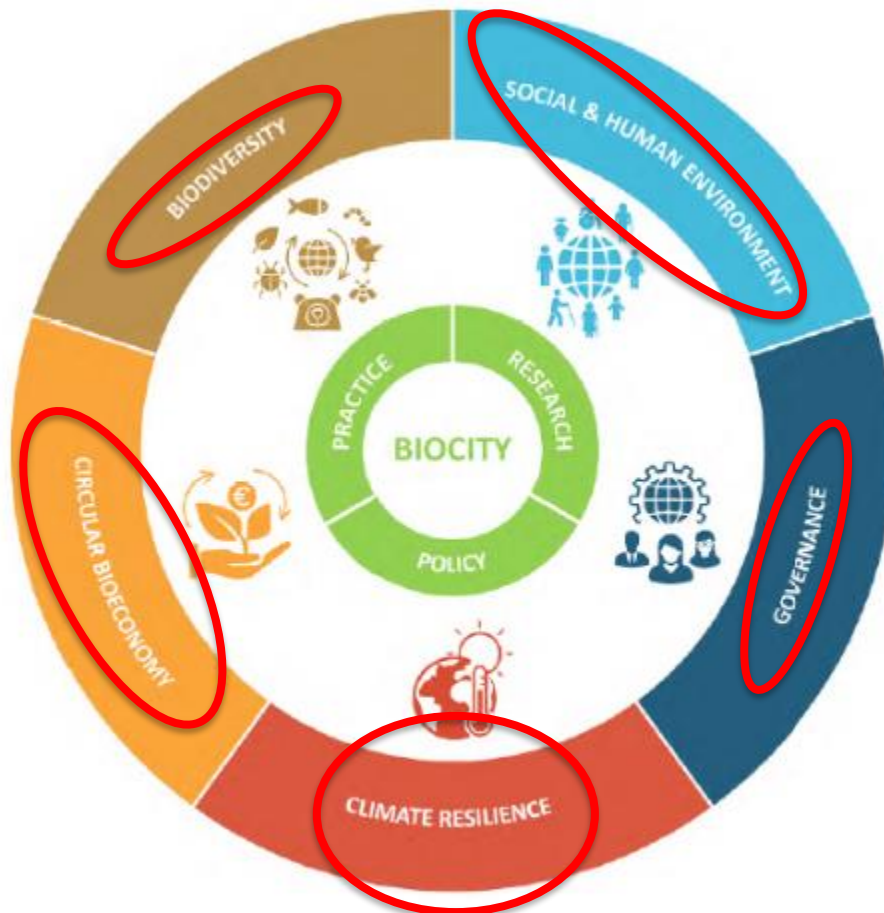 BIODIVERSITY
SOCIAL & HUMAN ENVIRONMENT
PRACTICE
RESEARCH
BIOCITY
POLICY
CIRCULAR BIOECONOMY
€
GOVERNANCE
CLIMATE RESILIENCE